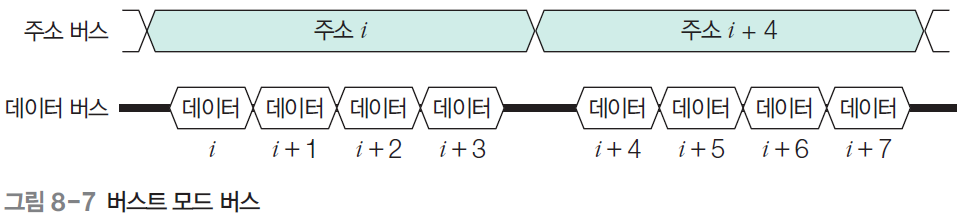 주소 버스 주소 i 주소 i + 4
데이터 버스 데이터 데이터 데이터 데이터 데이터 데이터 데이터 데이터
i i+1 i+2 i+3 i+4 i+5 i+6 i+7
그림 8-7 버스트 모드 버스